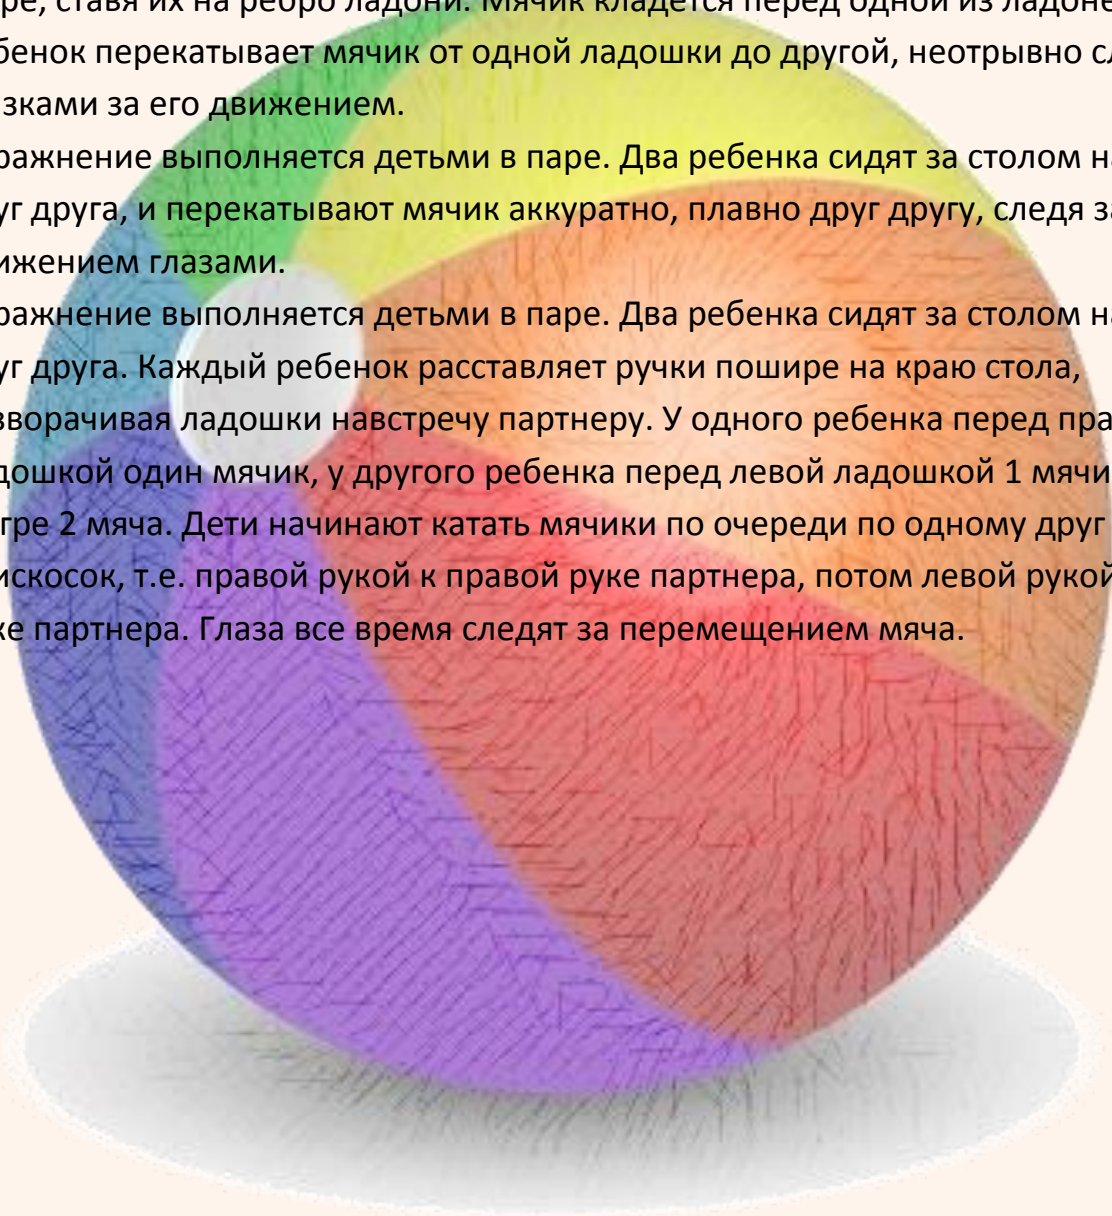 ре, ставя их на ребро ладони. Мячик кладется перед одной из ладоне
бенок перекатывает мячик от одной ладошки до другой, неотрывно сл
зками за его движением.
ражнение выполняется детьми в паре. Два ребенка сидят за столом на
уг друга, и перекатывают мячик аккуратно, плавно друг другу, следя за
ижением глазами.
ражнение выполняется детьми в паре. Два ребенка сидят за столом на
уг друга. Каждый ребенок расставляет ручки пошире на краю стола,
зворачивая ладошки навстречу партнеру. У одного ребенка перед пра
дошкой один мячик, у другого ребенка перед левой ладошкой 1 мячи
гре 2 мяча. Дети начинают катать мячики по очереди по одному друг
искосок, т.е. правой рукой к правой руке партнера, потом левой рукой
ке партнера. Глаза все время следят за перемещением мяча.